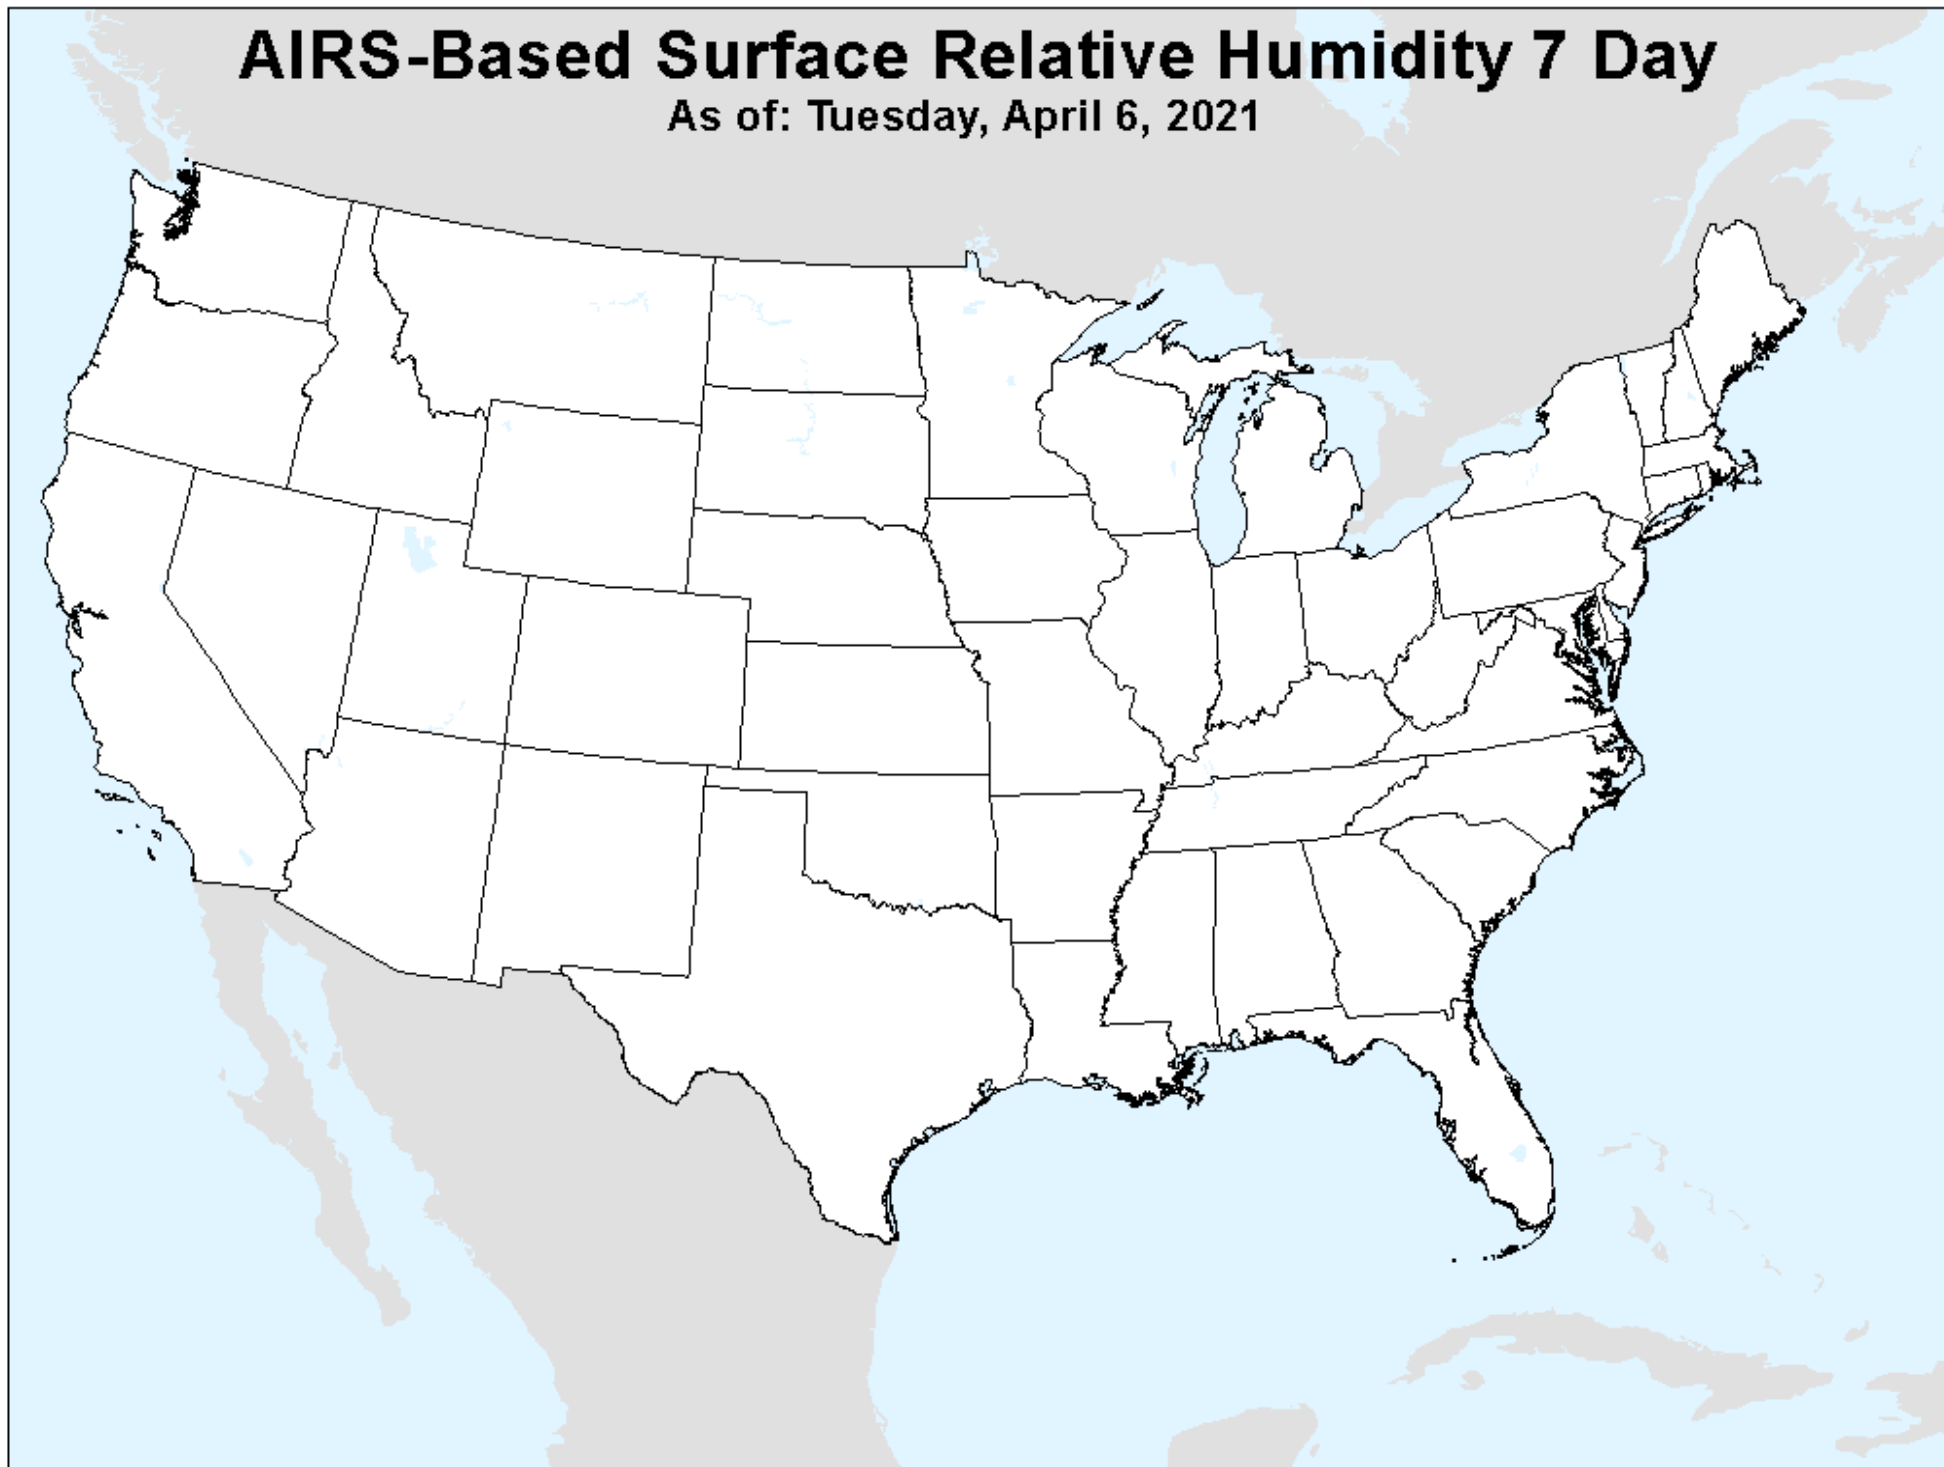 AIRS-Based Surface Relative Humidity 7 Day
As of: Tuesday, April 6, 2021